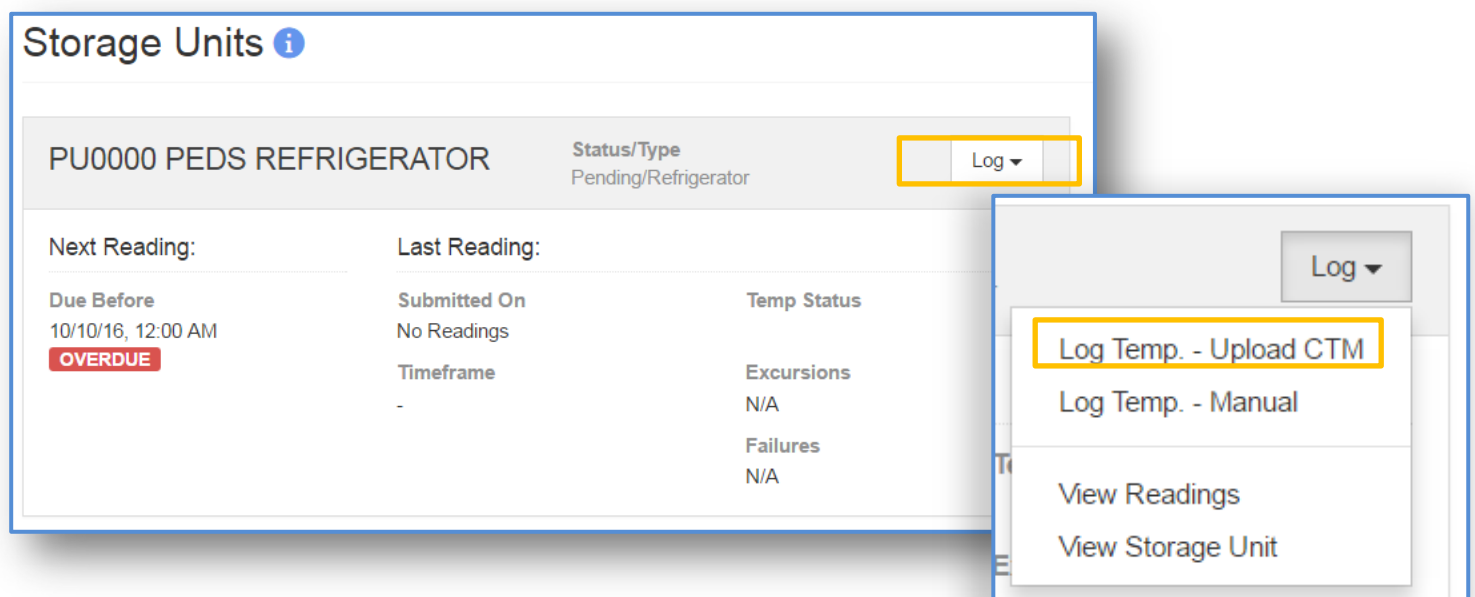 Storage Units i
PU0000 PEDS REFRIGERATOR
Status/Type
Pending/Refrigerator
Log
Next Reading:
Due Before
10/10/16, 12:00 AM
OVERDUE
Last Reading:
Submitted On
No Readings
Timeframe
-
Temp Status
Excursions
N/A
Failures
N/A
Log
Log Temp. - Upload CTM
Log Temp. - Manual
View Readings
View Storage Unit